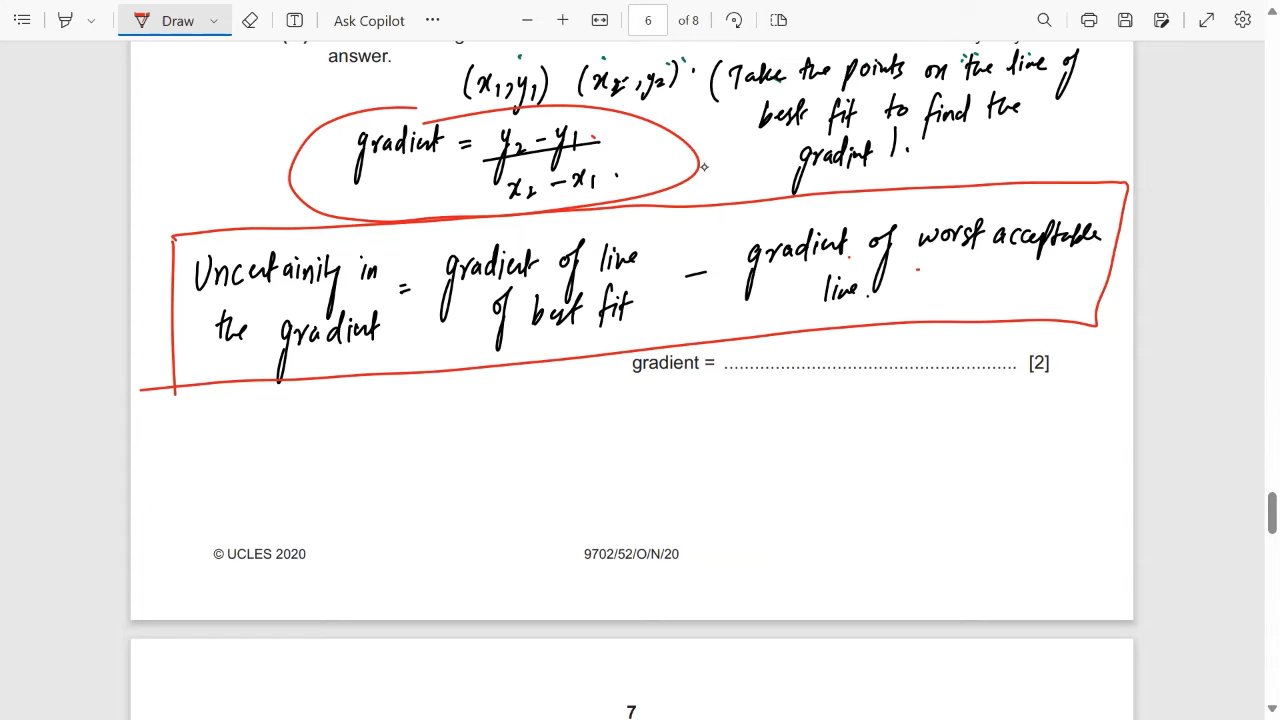 Draw
Ask Copilot
6 of 8
answer.
(x₁,y₁) (x₂,y₂). (Take the points on the line of
best fit to find the
gradient).
gradient = y₂ − y₁
x₂ − x₁.
Uncertainity in = gradient of line − gradient of worst acceptable
the gradient of best fit line.
gradient = ................................................................ [2]
© UCLES 2020
9702/52/O/N/20
7